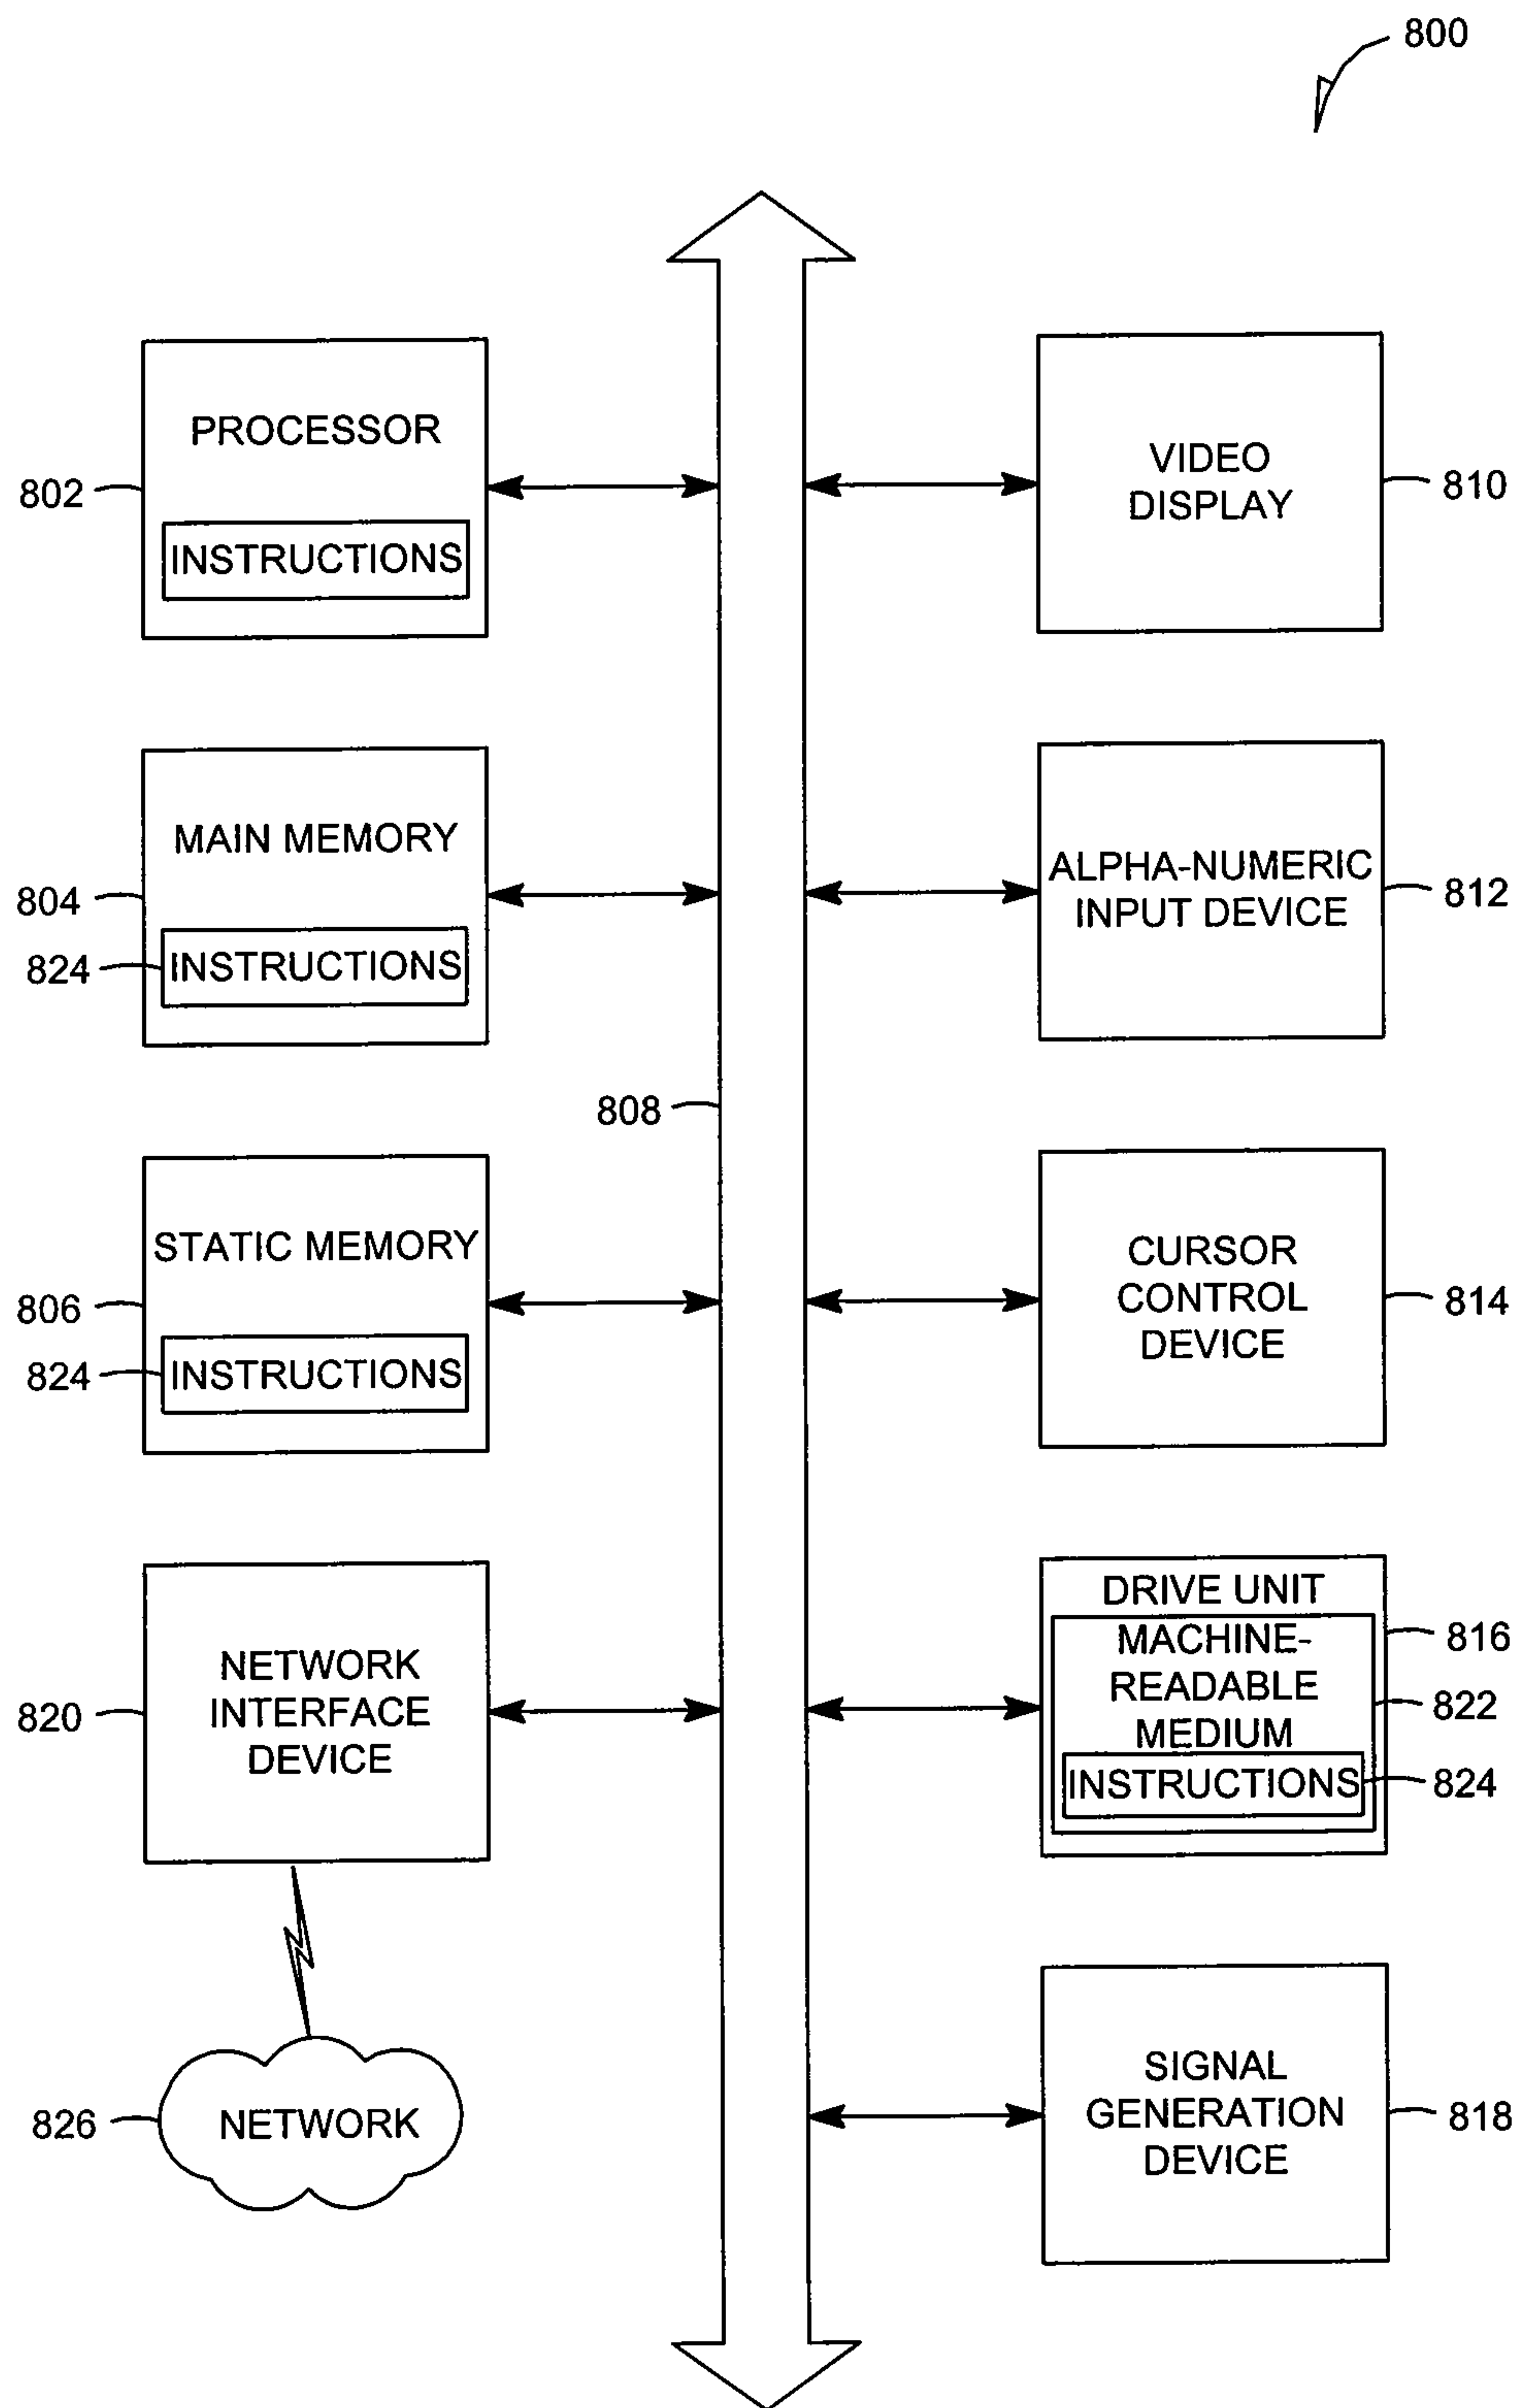 800
PROCESSOR
802
INSTRUCTIONS
VIDEO
DISPLAY
810
MAIN MEMORY
804
824
INSTRUCTIONS
ALPHA-NUMERIC
INPUT DEVICE
812
808
STATIC MEMORY
806
824
INSTRUCTIONS
CURSOR
CONTROL
DEVICE
814
NETWORK
INTERFACE
DEVICE
820
DRIVE UNIT
816
MACHINE-
READABLE
MEDIUM
822
INSTRUCTIONS
824
826
NETWORK
SIGNAL
GENERATION
DEVICE
818